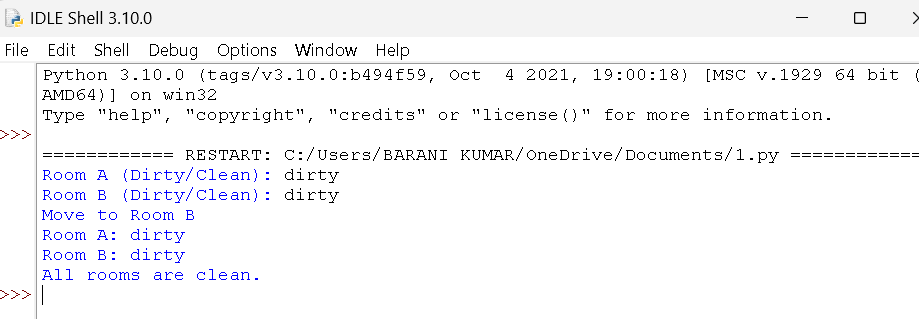 IDLE Shell 3.10.0
File Edit Shell Debug Options Window Help
Python 3.10.0 (tags/v3.10.0:b494f59, Oct  4 2021, 19:00:18) [MSC v.1929 64 bit (
AMD64)] on win32
Type "help", "copyright", "credits" or "license()" for more information.
>>>
============ RESTART: C:/Users/BARANI KUMAR/OneDrive/Documents/1.py ============
Room A (Dirty/Clean): dirty
Room B (Dirty/Clean): dirty
Move to Room B
Room A: dirty
Room B: dirty
All rooms are clean.
>>>